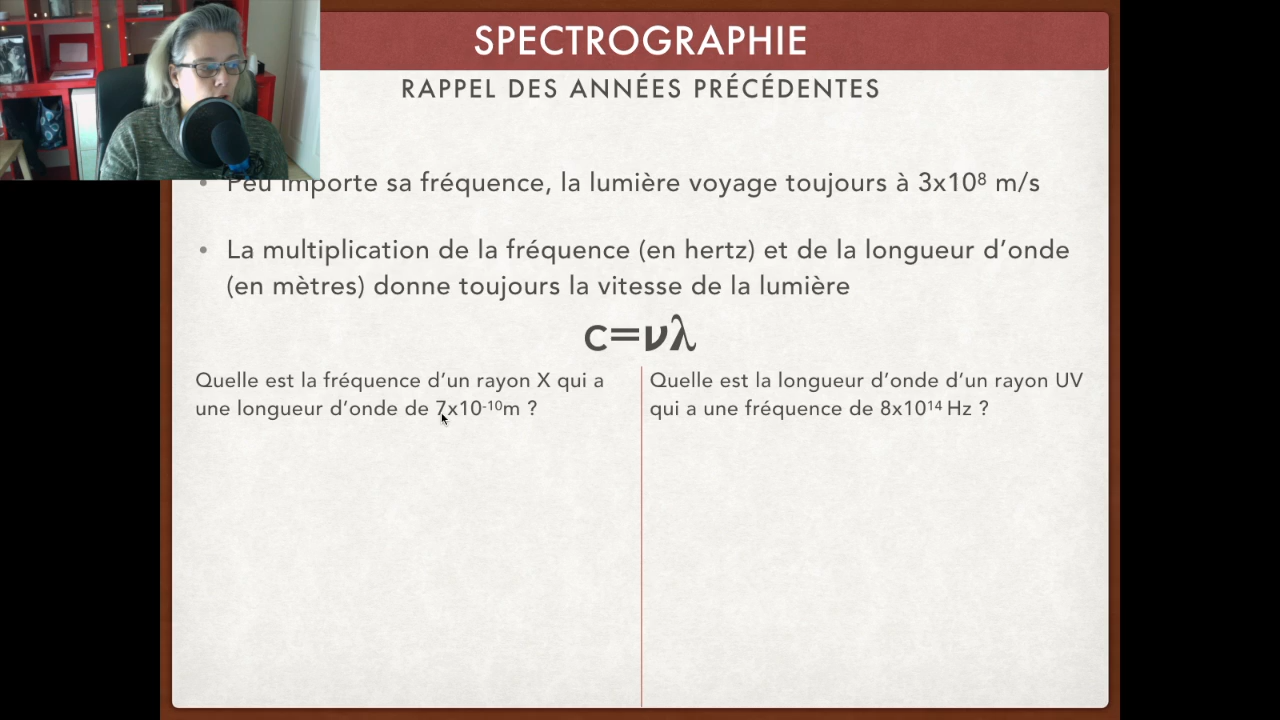 SPECTROGRAPHIE
RAPPEL DES ANNÉES PRÉCÉDENTES
• Peu importe sa fréquence, la lumière voyage toujours à 3x10⁸ m/s
• La multiplication de la fréquence (en hertz) et de la longueur d’onde
(en mètres) donne toujours la vitesse de la lumière
c=νλ
Quelle est la fréquence d’un rayon X qui a
une longueur d’onde de 7x10⁻¹⁰m ?
Quelle est la longueur d’onde d’un rayon UV
qui a une fréquence de 8x10¹⁴ Hz ?